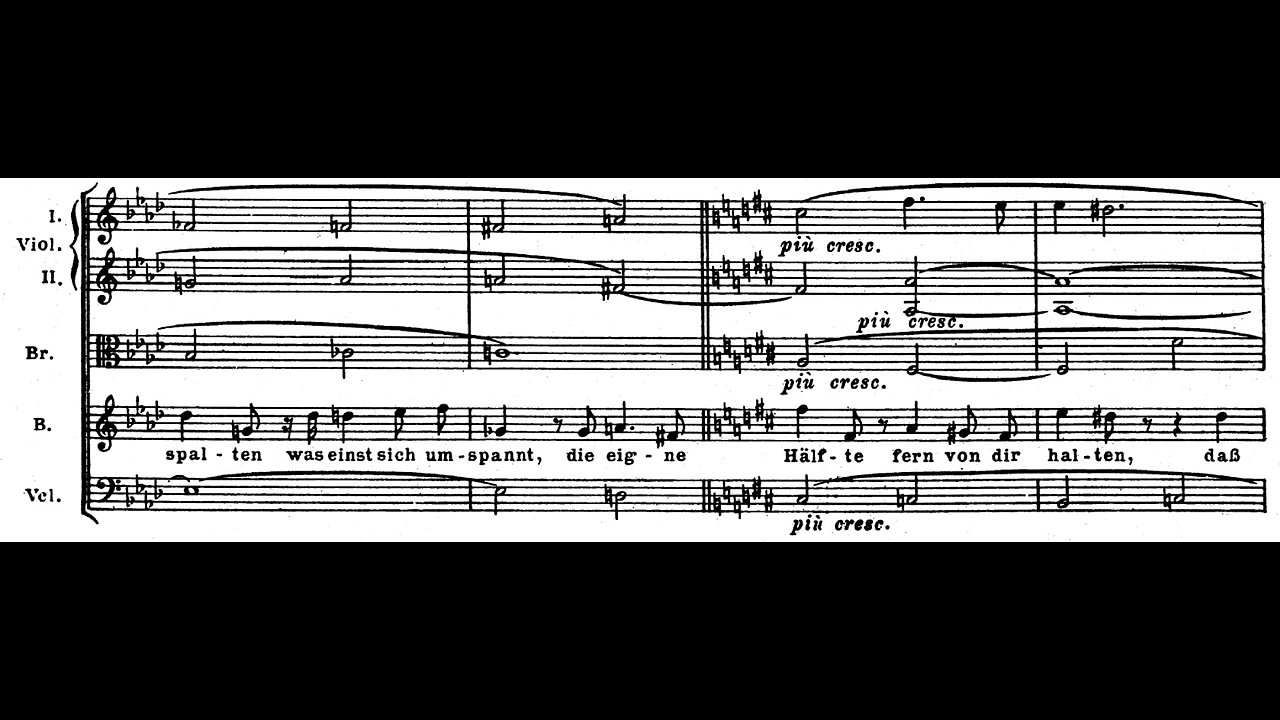 I.
Viol.
più cresc.
II.
più cresc.
Br.
più cresc.
B.
spal - ten was einst sich um - spannt, die eig - ne Hälf - te fern von dir hal - ten, daß
Vcl.
più cresc.